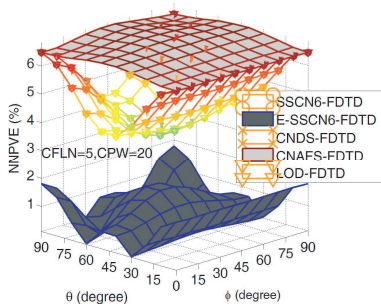 6
5
4
3
2
1
NNPVE (%)
CFLN=5,CPW=20
SSCN6-FDTD
E-SSCN6-FDTD
CNDS-FDTD
CNAFS-FDTD
LOD-FDTD
90
75
60
45
30
15
0
15
30
45
60
75
90
θ (degree)
ϕ (degree)